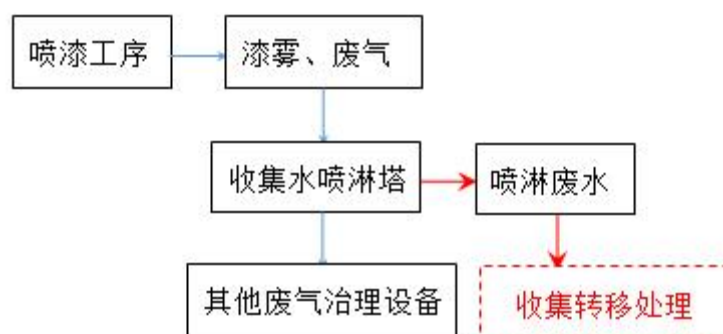 喷漆工序
漆雾、废气
收集水喷淋塔
喷淋废水
其他废气治理设备
收集转移处理